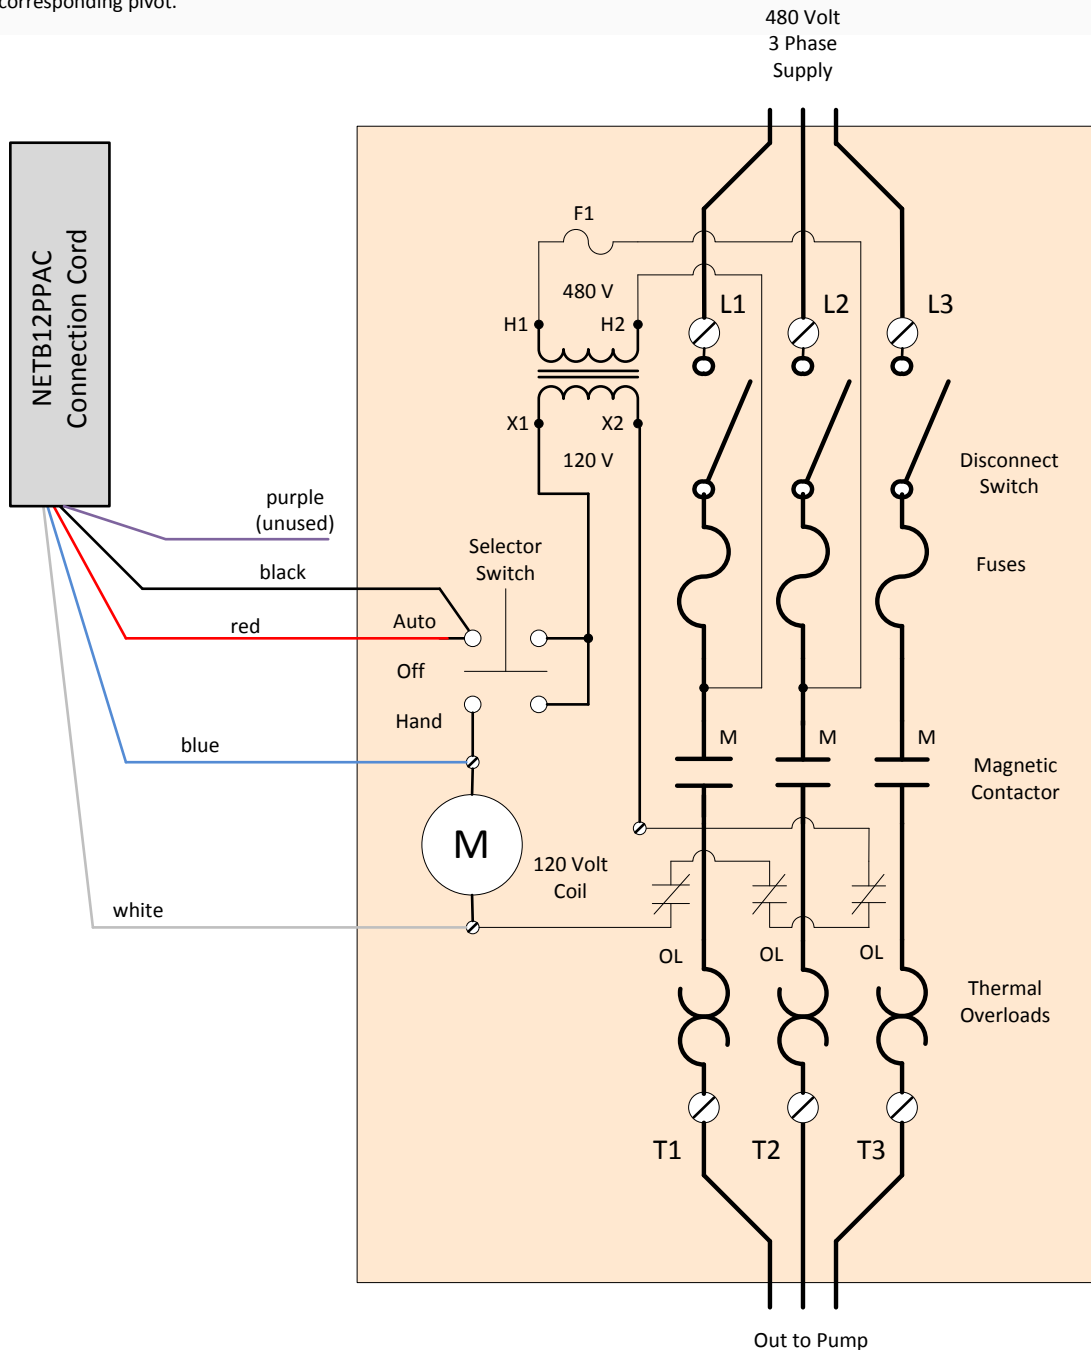 corresponding pivot.
480 Volt
3 Phase
Supply
NETB12PPAC
Connection Cord
F1
480 V
H1
H2
L1
L2
L3
X1
X2
120 V
Disconnect
Switch
purple
(unused)
Selector
Switch
Fuses
black
red
Auto
Off
Hand
blue
M
M
M
Magnetic
Contactor
M
120 Volt
Coil
white
OL
OL
OL
Thermal
Overloads
T1
T2
T3
Out to Pump